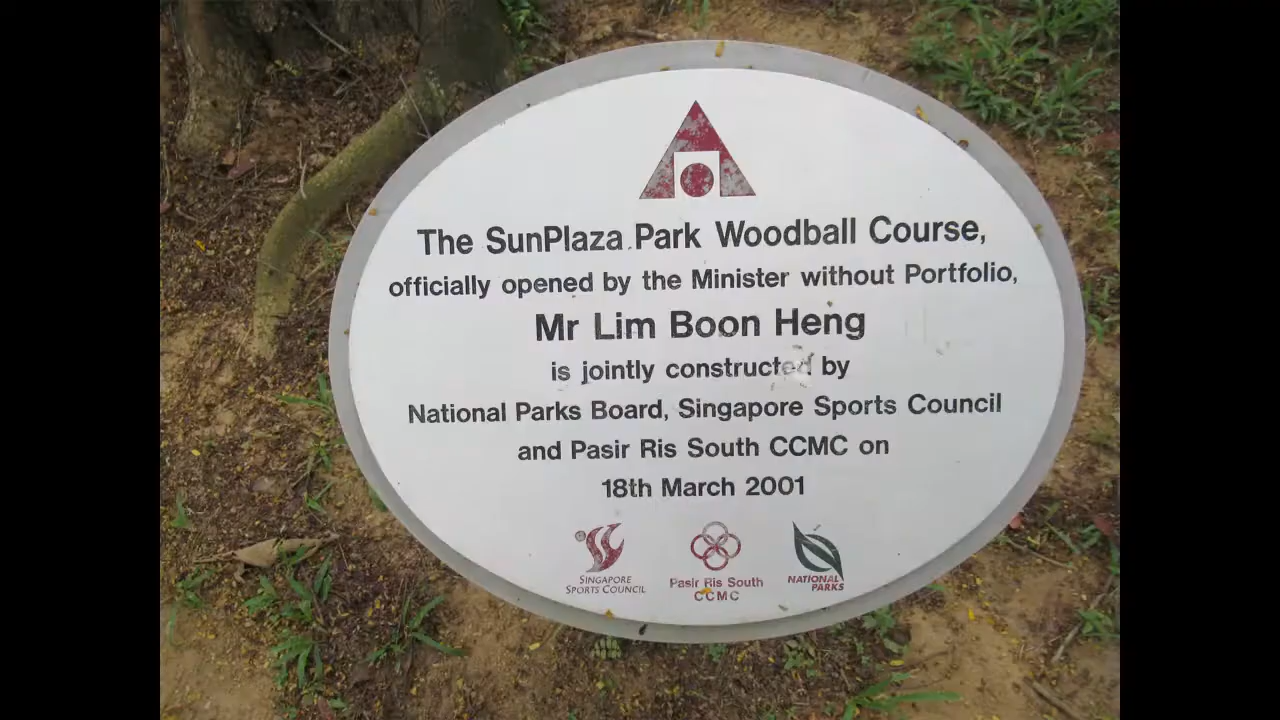 The SunPlaza Park Woodball Course,
officially opened by the Minister without Portfolio,
Mr Lim Boon Heng
is jointly constructed by
National Parks Board, Singapore Sports Council
and Pasir Ris South CCMC on
18th March 2001
SINGAPORE
SPORTS COUNCIL
Pasir Ris South
CCMC
NATIONAL
PARKS